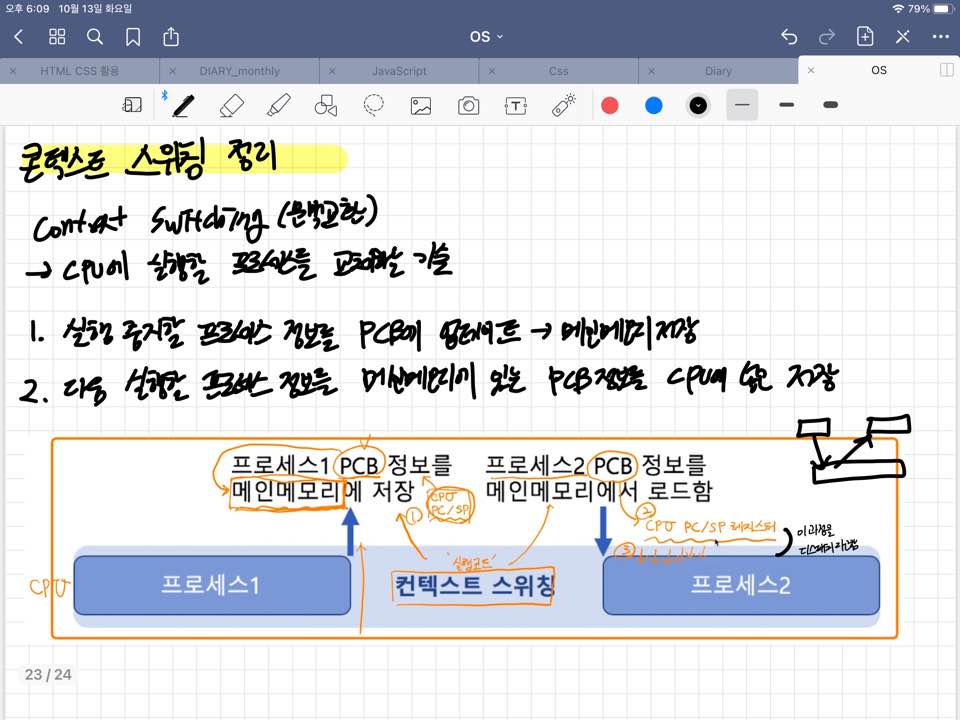 오후 6:09 10월 13일 화요일
79%
OS
HTML CSS 활용
DIARY_monthly
JavaScript
Css
Diary
OS
콘텍스트 스위칭 정리
Context Switching (문맥교환)
→ CPU에 실행할 프로세스를 교체하는 기술
1. 실행 중지할 프로세스 정보를 PCB에 업데이트 → 메인메모리 저장
2. 다음 실행할 프로세스 정보를 메인메모리에 있는 PCB 정보를 CPU에 넣고 저장
프로세스1 PCB 정보를
메인메모리에 저장
프로세스2 PCB 정보를
메인메모리에서 로드함
① CPU
PC/SP
②
CPU PC/SP 레지스터
③
이 과정을
디스패치라고함
'실행코드'
CPU
프로세스1
컨텍스트 스위칭
프로세스2
23 / 24